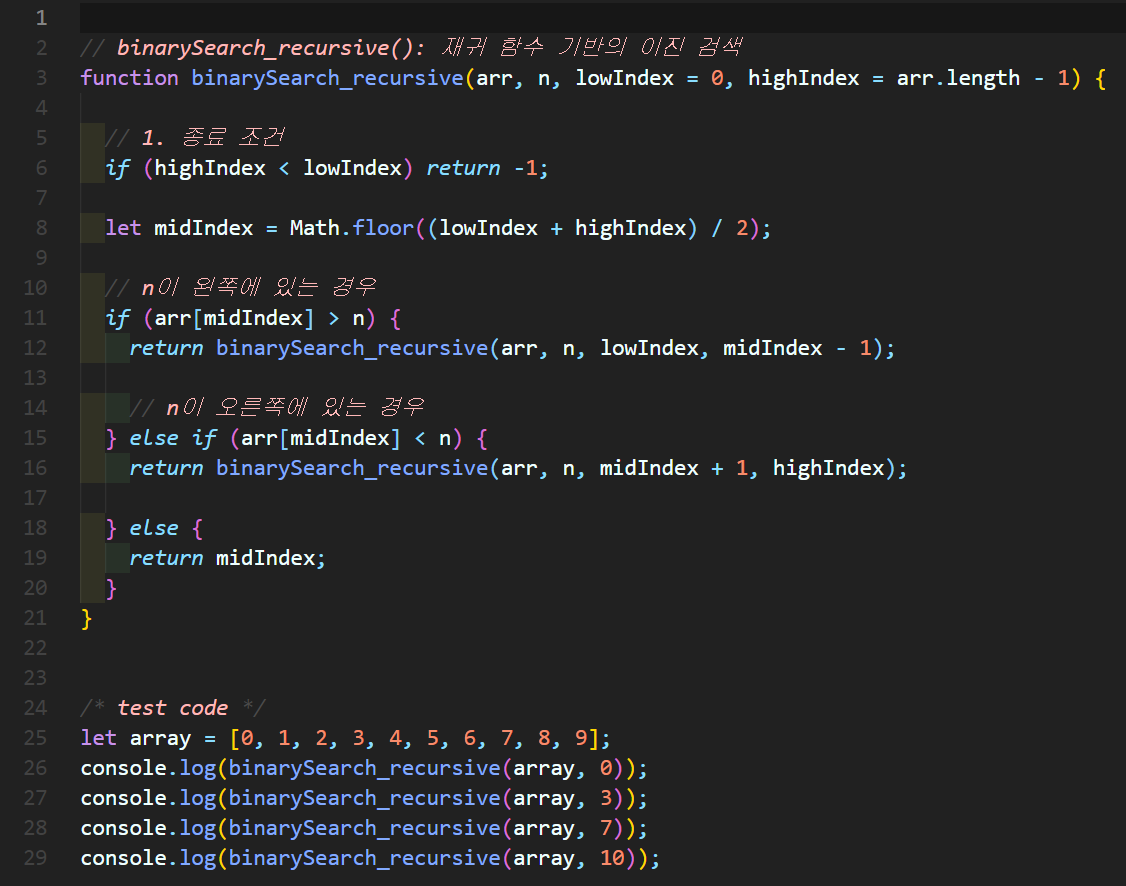 1
2 // binarySearch_recursive(): 재귀 함수 기반의 이진 검색
3 function binarySearch_recursive(arr, n, lowIndex = 0, highIndex = arr.length - 1) {
4
5   // 1. 종료 조건
6   if (highIndex < lowIndex) return -1;
7
8   let midIndex = Math.floor((lowIndex + highIndex) / 2);
9
10   // n이 왼쪽에 있는 경우
11   if (arr[midIndex] > n) {
12     return binarySearch_recursive(arr, n, lowIndex, midIndex - 1);
13
14     // n이 오른쪽에 있는 경우
15   } else if (arr[midIndex] < n) {
16     return binarySearch_recursive(arr, n, midIndex + 1, highIndex);
17
18   } else {
19     return midIndex;
20   }
21 }
22
23
24 /* test code */
25 let array = [0, 1, 2, 3, 4, 5, 6, 7, 8, 9];
26 console.log(binarySearch_recursive(array, 0));
27 console.log(binarySearch_recursive(array, 3));
28 console.log(binarySearch_recursive(array, 7));
29 console.log(binarySearch_recursive(array, 10));